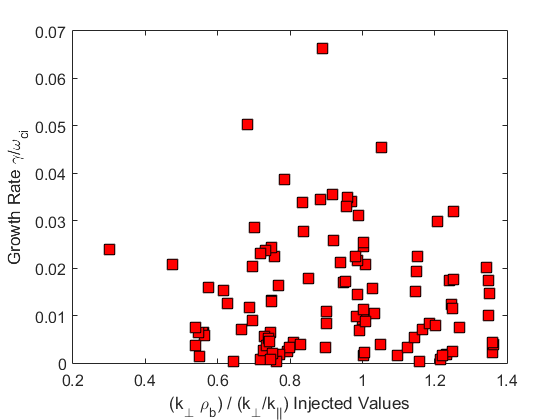 0.07
0.06
0.05
0.04
0.03
0.02
0.01
0
Growth Rate γ/ω_ci
0.2 0.4 0.6 0.8 1 1.2 1.4
(k_⊥ ρ_b) / (k_⊥/k_||) Injected Values